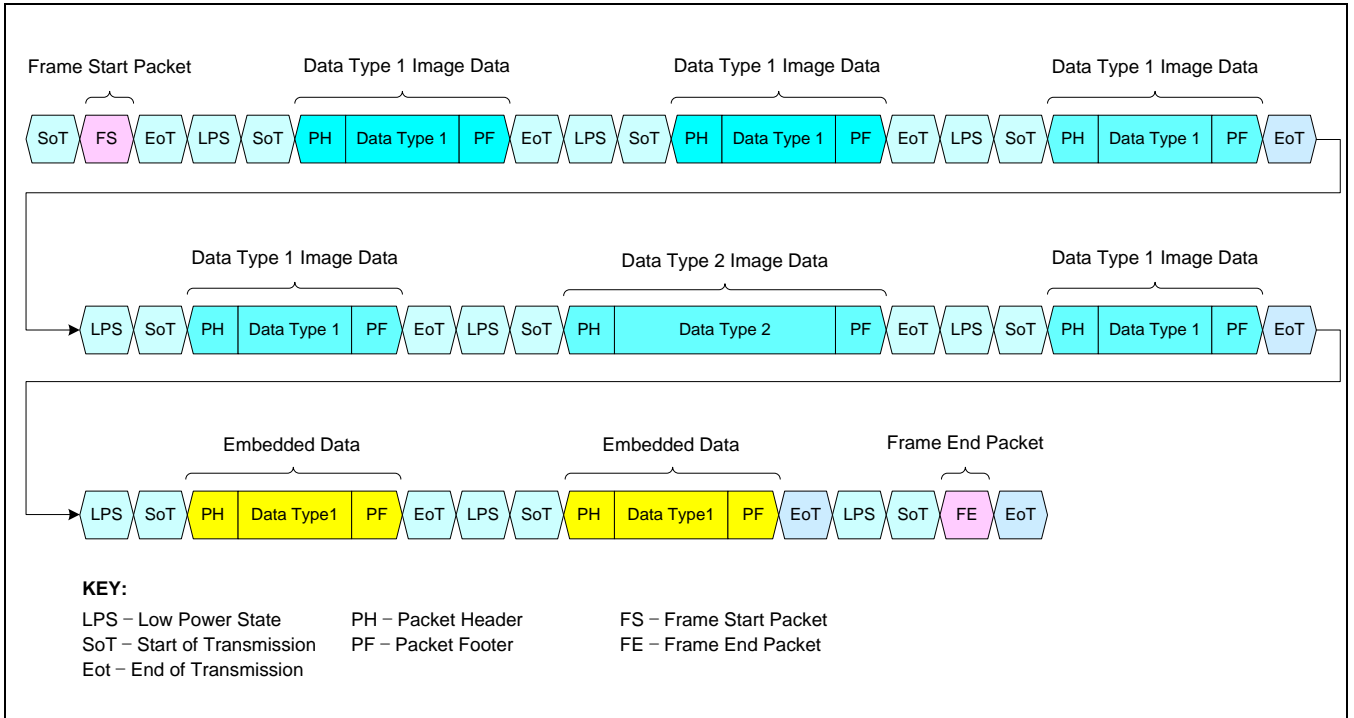 Frame Start Packet Data Type 1 Image Data Data Type 1 Image Data Data Type 1 Image Data
SoT FS EoT LPS SoT PH Data Type 1 PF EoT LPS SoT PH Data Type 1 PF EoT LPS SoT PH Data Type 1 PF EoT
Data Type 1 Image Data Data Type 2 Image Data Data Type 1 Image Data
LPS SoT PH Data Type 1 PF EoT LPS SoT PH Data Type 2 PF EoT LPS SoT PH Data Type 1 PF EoT
Embedded Data Embedded Data Frame End Packet
LPS SoT PH Data Type1 PF EoT LPS SoT PH Data Type1 PF EoT LPS SoT FE EoT
KEY:
LPS – Low Power State PH – Packet Header FS – Frame Start Packet
SoT – Start of Transmission PF – Packet Footer FE – Frame End Packet
Eot – End of Transmission